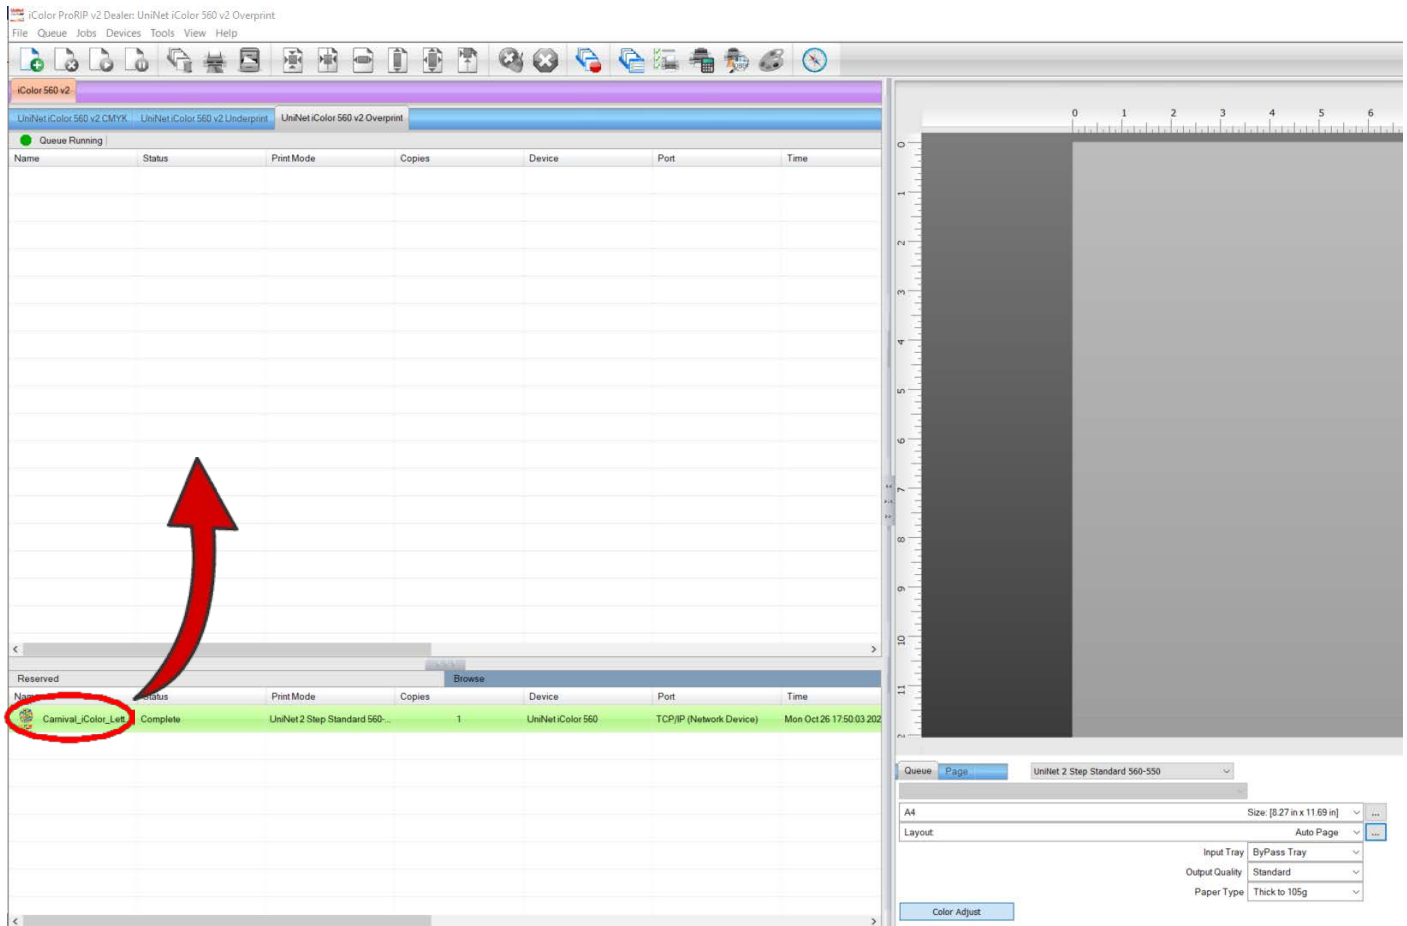 iColor ProRIP v2 Dealer: UniNet iColor 560 v2 Overprint
File Queue Jobs Devices Tools View Help
iColor 560 v2
UniNet iColor 560 v2 CMYK UniNet iColor 560 v2 Underprint UniNet iColor 560 v2 Overprint
Queue Running
Name Status Print Mode Copies Device Port Time
0 1 2 3 4 5 6
0
1
2
3
4
5
6
7
8
9
10
11
Reserved Browse
Status Print Mode Copies Device Port Time
Carnival_iColor_Lett Complete UniNet 2 Step Standard 560-... 1 UniNet iColor 560 TCP/IP (Network Device) Mon Oct 26 17:50:03 202
Queue Page UniNet 2 Step Standard 560-550
A4 Size: [8.27 in x 11.69 in] ...
Layout Auto Page ...
Input Tray ByPass Tray
Output Quality Standard
Paper Type Thick to 105g
Color Adjust